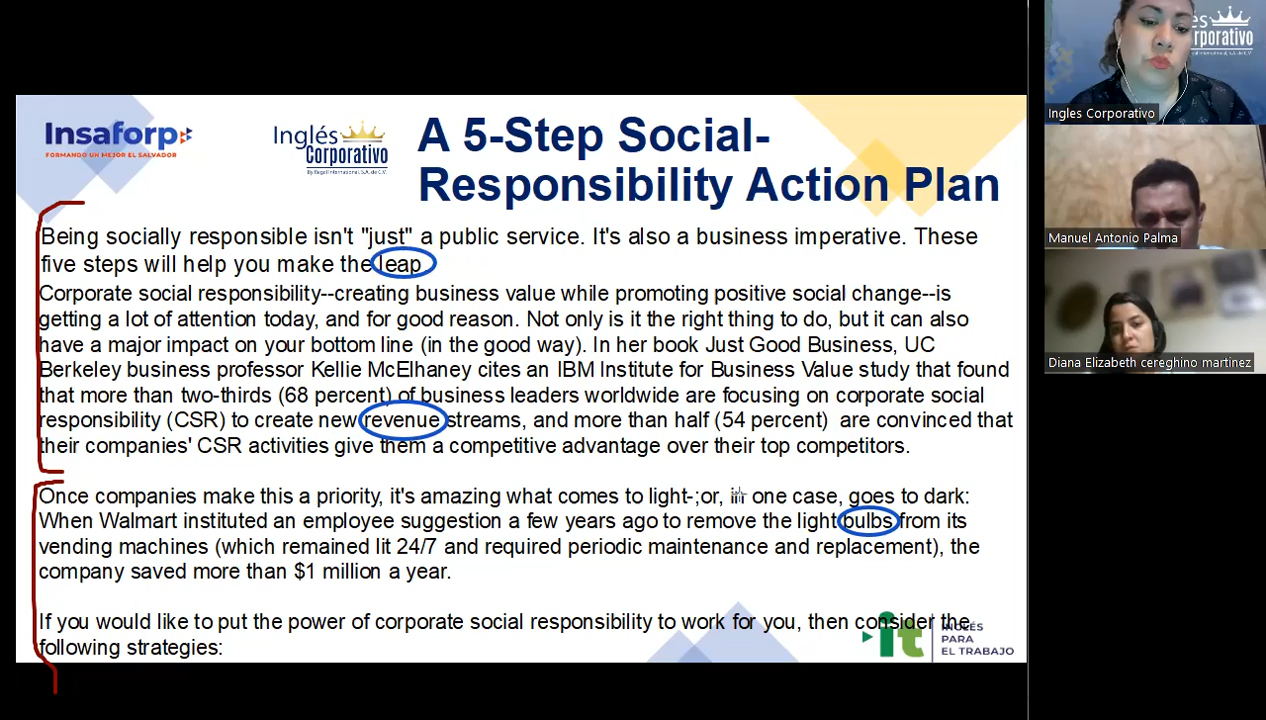 Insaforp
FORMANDO UN MEJOR EL SALVADOR
Inglés
Corporativo
By Regal International, S.A. de C.V.
A 5-Step Social-
Responsibility Action Plan
Being socially responsible isn't "just" a public service. It's also a business imperative. These
five steps will help you make the leap
Corporate social responsibility--creating business value while promoting positive social change--is
getting a lot of attention today, and for good reason. Not only is it the right thing to do, but it can also
have a major impact on your bottom line (in the good way). In her book Just Good Business, UC
Berkeley business professor Kellie McElhaney cites an IBM Institute for Business Value study that found
that more than two-thirds (68 percent) of business leaders worldwide are focusing on corporate social
responsibility (CSR) to create new revenue streams, and more than half (54 percent) are convinced that
their companies' CSR activities give them a competitive advantage over their top competitors.
Once companies make this a priority, it's amazing what comes to light-;or, in one case, goes to dark:
When Walmart instituted an employee suggestion a few years ago to remove the light bulbs from its
vending machines (which remained lit 24/7 and required periodic maintenance and replacement), the
company saved more than $1 million a year.
If you would like to put the power of corporate social responsibility to work for you, then consider the
following strategies:
it
INGLÉS
PARA
EL TRABAJO
és
rporativo
Ingles Corporativo
Manuel Antonio Palma
Diana Elizabeth cereghino martinez